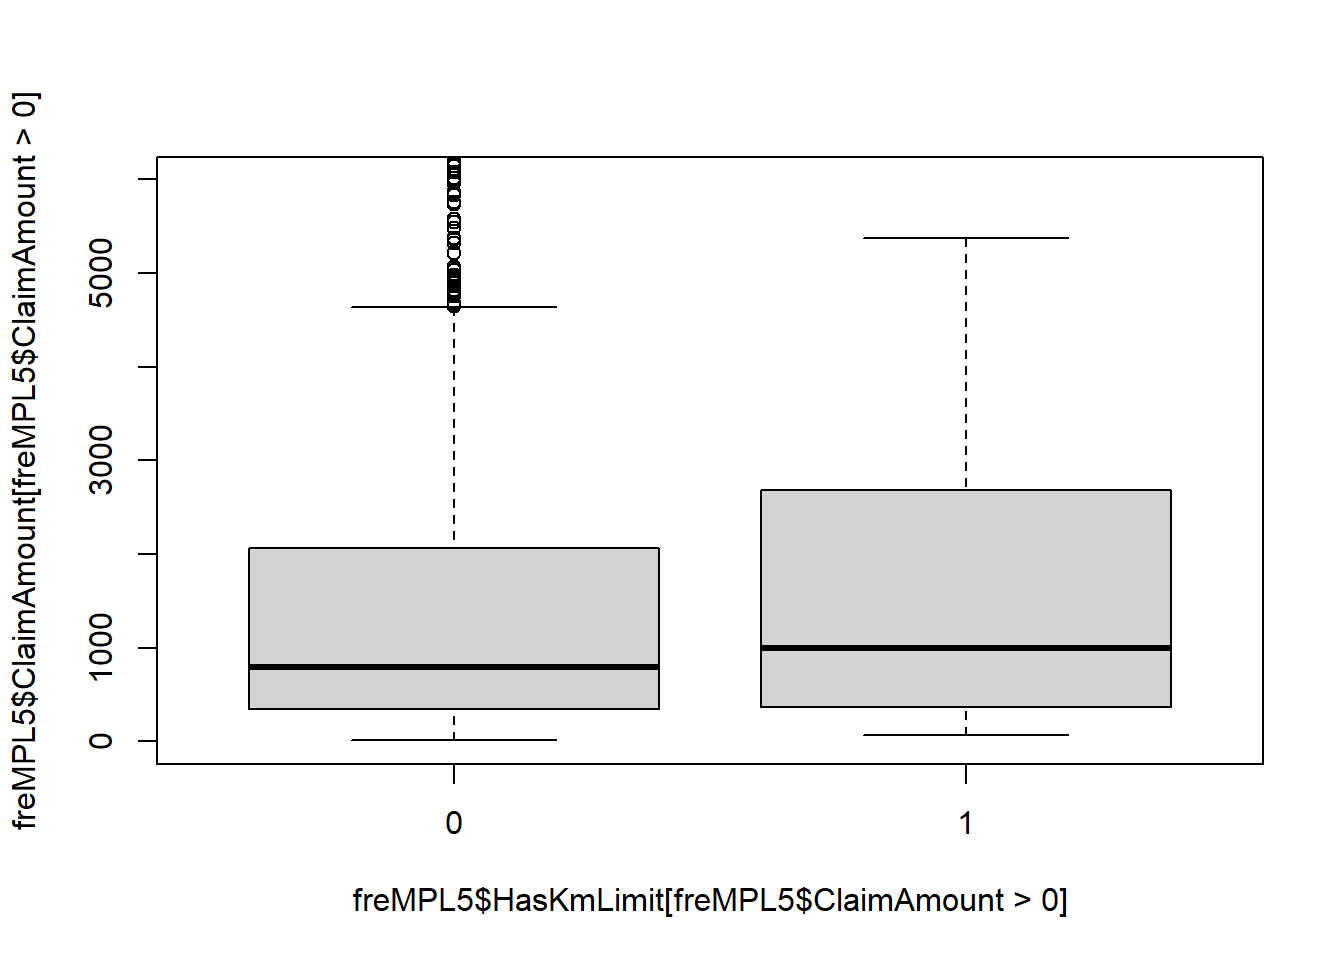 freMPL5$ClaimAmount[freMPL5$ClaimAmount > 0]
5000
3000
1000
0
0 1
freMPL5$HasKmLimit[freMPL5$ClaimAmount > 0]